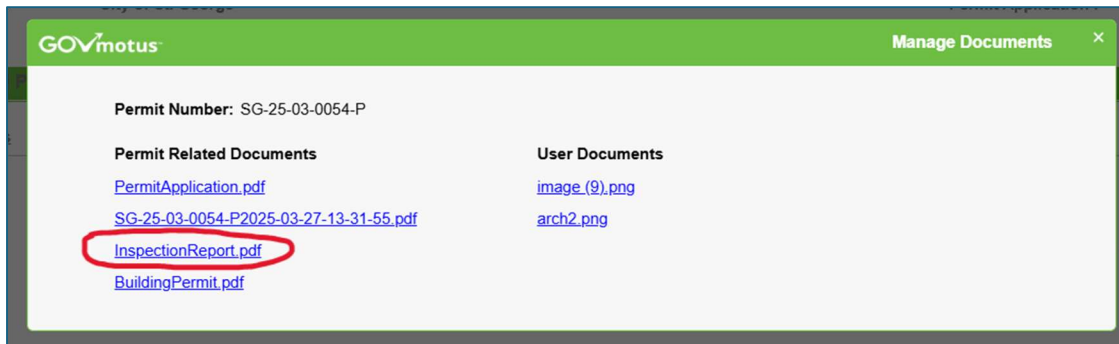 GOVmotus
Manage Documents ×
Permit Number: SG-25-03-0054-P
Permit Related Documents
PermitApplication.pdf
SG-25-03-0054-P2025-03-27-13-31-55.pdf
InspectionReport.pdf
BuildingPermit.pdf
User Documents
image (9).png
arch2.png